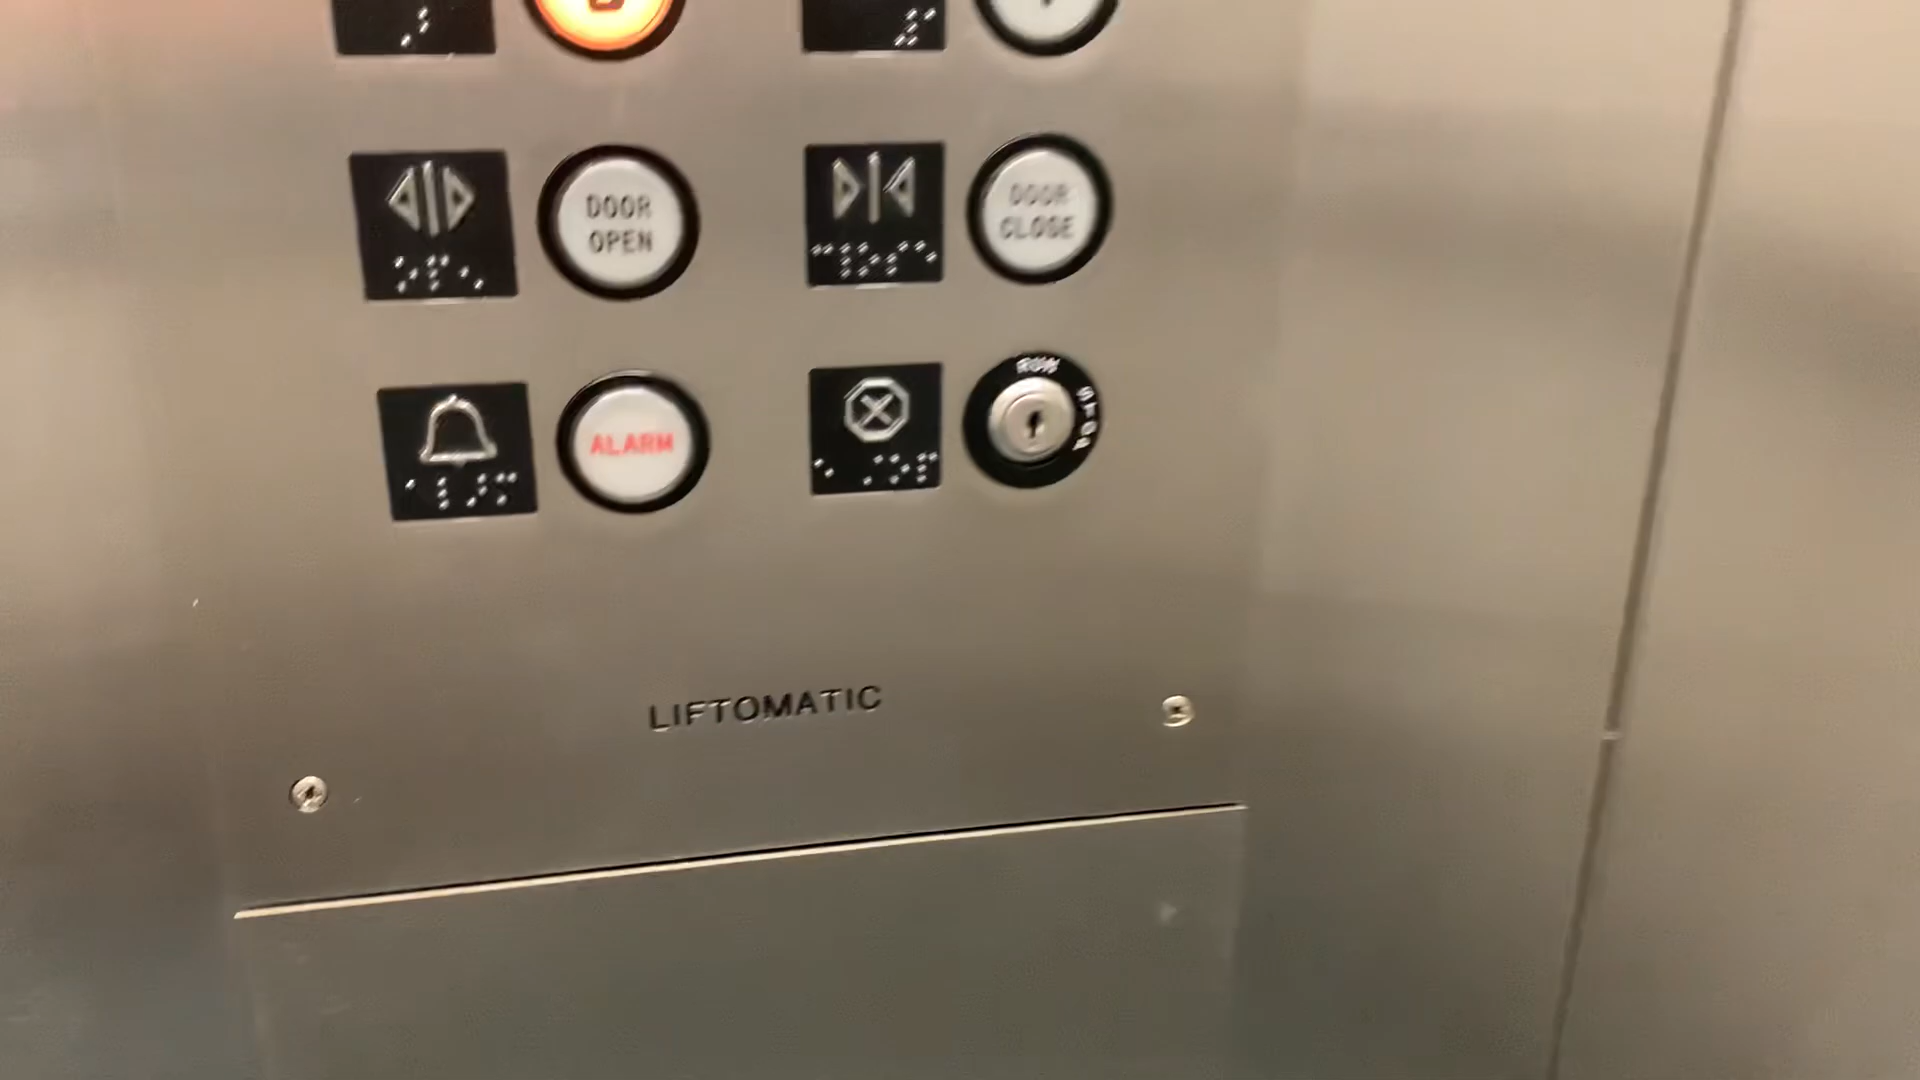 DOOR
OPEN
DOOR
CLOSE
ALARM
RUN
STOP
LIFTOMATIC